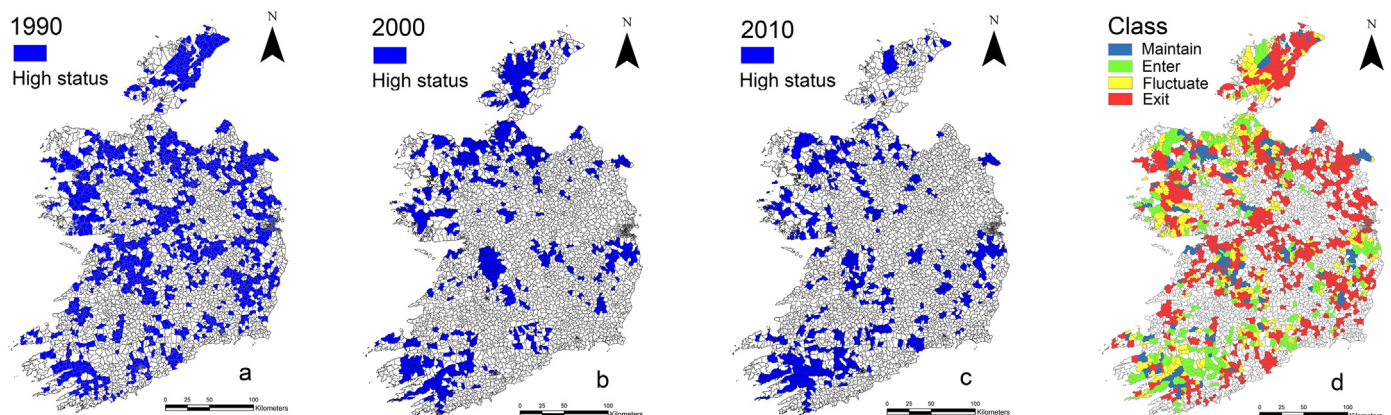 1990
High status
N
a
0 25 50 100
Kilometers
2000
High status
N
b
0 25 50 100
Kilometers
2010
High status
N
c
0 25 50 100
Kilometers
Class
Maintain
Enter
Fluctuate
Exit
N
d
0 25 50 100
Kilometers